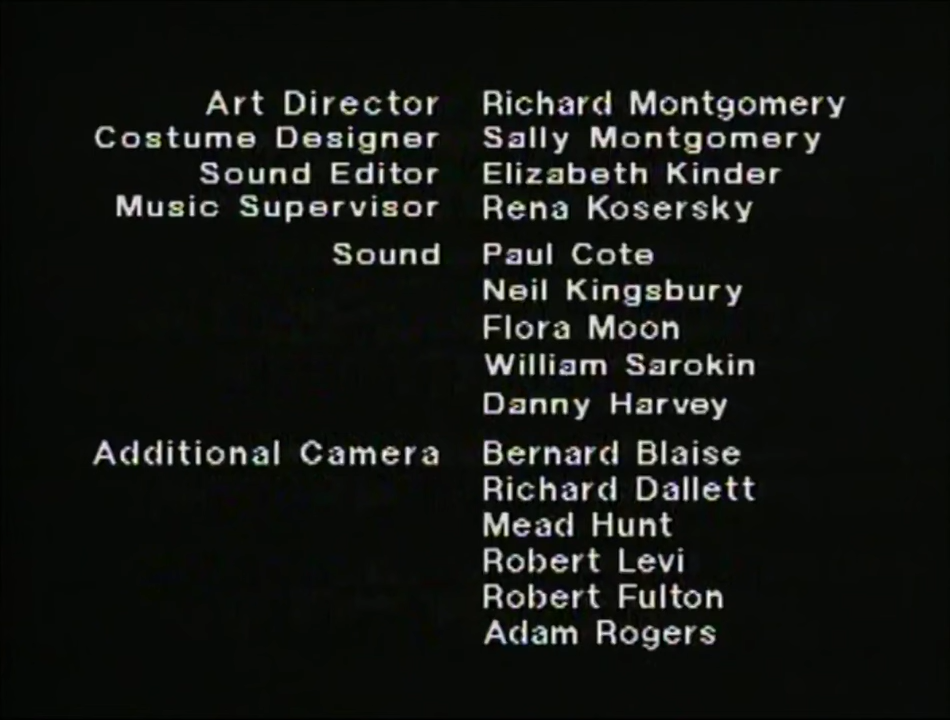 Art Director Richard Montgomery
Costume Designer Sally Montgomery
Sound Editor Elizabeth Kinder
Music Supervisor Rena Kosersky
Sound Paul Cote
Neil Kingsbury
Flora Moon
William Sarokin
Danny Harvey
Additional Camera Bernard Blaise
Richard Dallett
Mead Hunt
Robert Levi
Robert Fulton
Adam Rogers